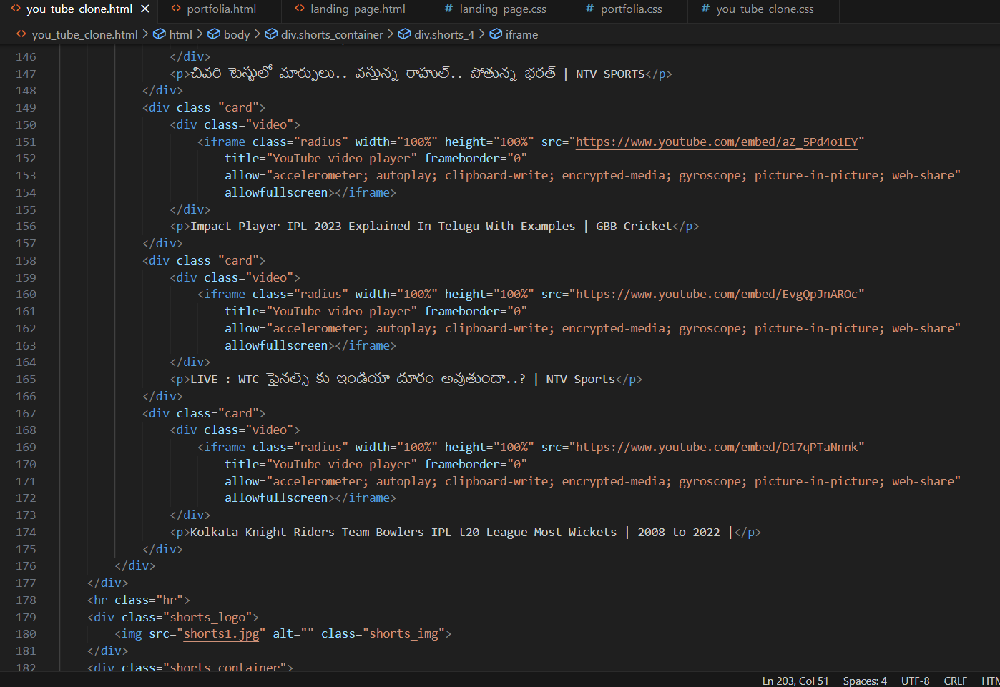 you_tube_clone.html portfolia.html landing_page.html landing_page.css portfolia.css you_tube_clone.css
you_tube_clone.html > html > body > div.shorts_container > div.shorts_4 > iframe
146 </div>
147 <p>చివరి టెస్టులో మార్పులు.. వస్తున్న రాహుల్.. పోతున్న భరత్ | NTV SPORTS</p>
148 </div>
149 <div class="card">
150 <div class="video">
151 <iframe class="radius" width="100%" height="100%" src="https://www.youtube.com/embed/aZ_5Pd4o1EY"
152 title="YouTube video player" frameborder="0"
153 allow="accelerometer; autoplay; clipboard-write; encrypted-media; gyroscope; picture-in-picture; web-share"
154 allowfullscreen></iframe>
155 </div>
156 <p>Impact Player IPL 2023 Explained In Telugu With Examples | GBB Cricket</p>
157 </div>
158 <div class="card">
159 <div class="video">
160 <iframe class="radius" width="100%" height="100%" src="https://www.youtube.com/embed/EvgQpJnAROc"
161 title="YouTube video player" frameborder="0"
162 allow="accelerometer; autoplay; clipboard-write; encrypted-media; gyroscope; picture-in-picture; web-share"
163 allowfullscreen></iframe>
164 </div>
165 <p>LIVE : WTC ఫైనల్స్ కు ఇండియా దూరం అవుతుందా..? | NTV Sports</p>
166 </div>
167 <div class="card">
168 <div class="video">
169 <iframe class="radius" width="100%" height="100%" src="https://www.youtube.com/embed/D17qPTaNnnk"
170 title="YouTube video player" frameborder="0"
171 allow="accelerometer; autoplay; clipboard-write; encrypted-media; gyroscope; picture-in-picture; web-share"
172 allowfullscreen></iframe>
173 </div>
174 <p>Kolkata Knight Riders Team Bowlers IPL t20 League Most Wickets | 2008 to 2022 |</p>
175 </div>
176 </div>
177 </div>
178 <hr class="hr">
179 <div class="shorts_logo">
180 <img src="shorts1.jpg" alt="" class="shorts_img">
181 </div>
182 <div class="shorts_container">
Ln 203, Col 51 Spaces: 4 UTF-8 CRLF HTM